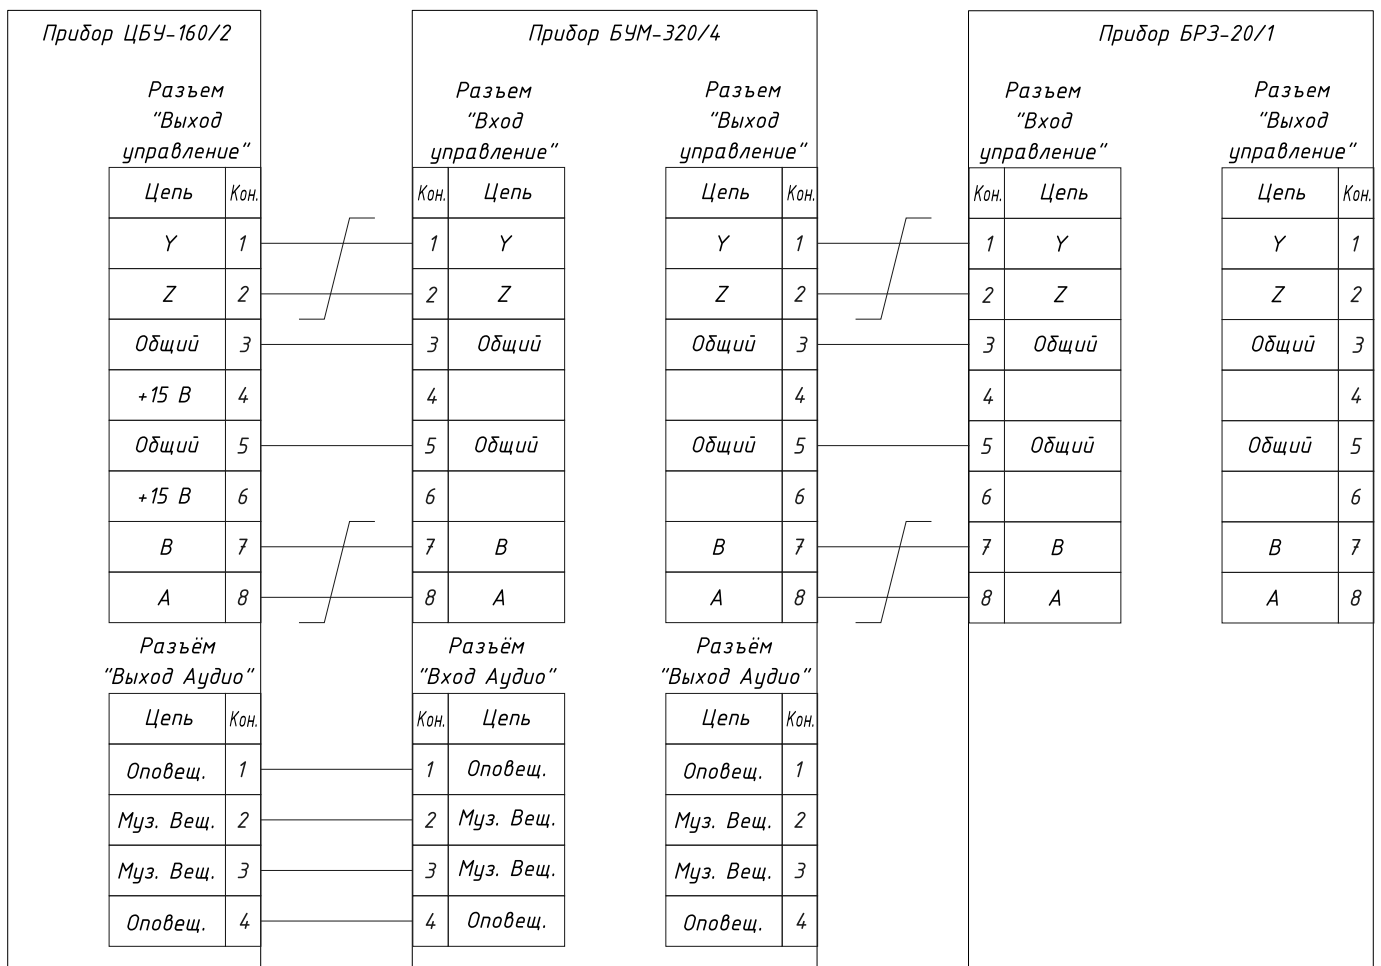 Прибор ЦБУ-160/2 Прибор БУМ-320/4 Прибор БРЗ-20/1
Разъем Разъем Разъем Разъем Разъем
"Выход "Вход "Выход "Вход "Выход
управление" управление" управление" управление" управление"
Цепь Кон. Кон. Цепь Цепь Кон. Кон. Цепь Цепь Кон.
Y 1 1 Y Y 1 1 Y Y 1
Z 2 2 Z Z 2 2 Z Z 2
Общий 3 3 Общий Общий 3 3 Общий Общий 3
+15 В 4 4 4 4 4
Общий 5 5 Общий Общий 5 5 Общий Общий 5
+15 В 6 6 6 6 6
B 7 7 B B 7 7 B B 7
A 8 8 A A 8 8 A A 8
Разъём Разъём Разъём
"Выход Аудио" "Вход Аудио" "Выход Аудио"
Цепь Кон. Кон. Цепь Цепь Кон.
Оповещ. 1 1 Оповещ. Оповещ. 1
Муз. Вещ. 2 2 Муз. Вещ. Муз. Вещ. 2
Муз. Вещ. 3 3 Муз. Вещ. Муз. Вещ. 3
Оповещ. 4 4 Оповещ. Оповещ. 4